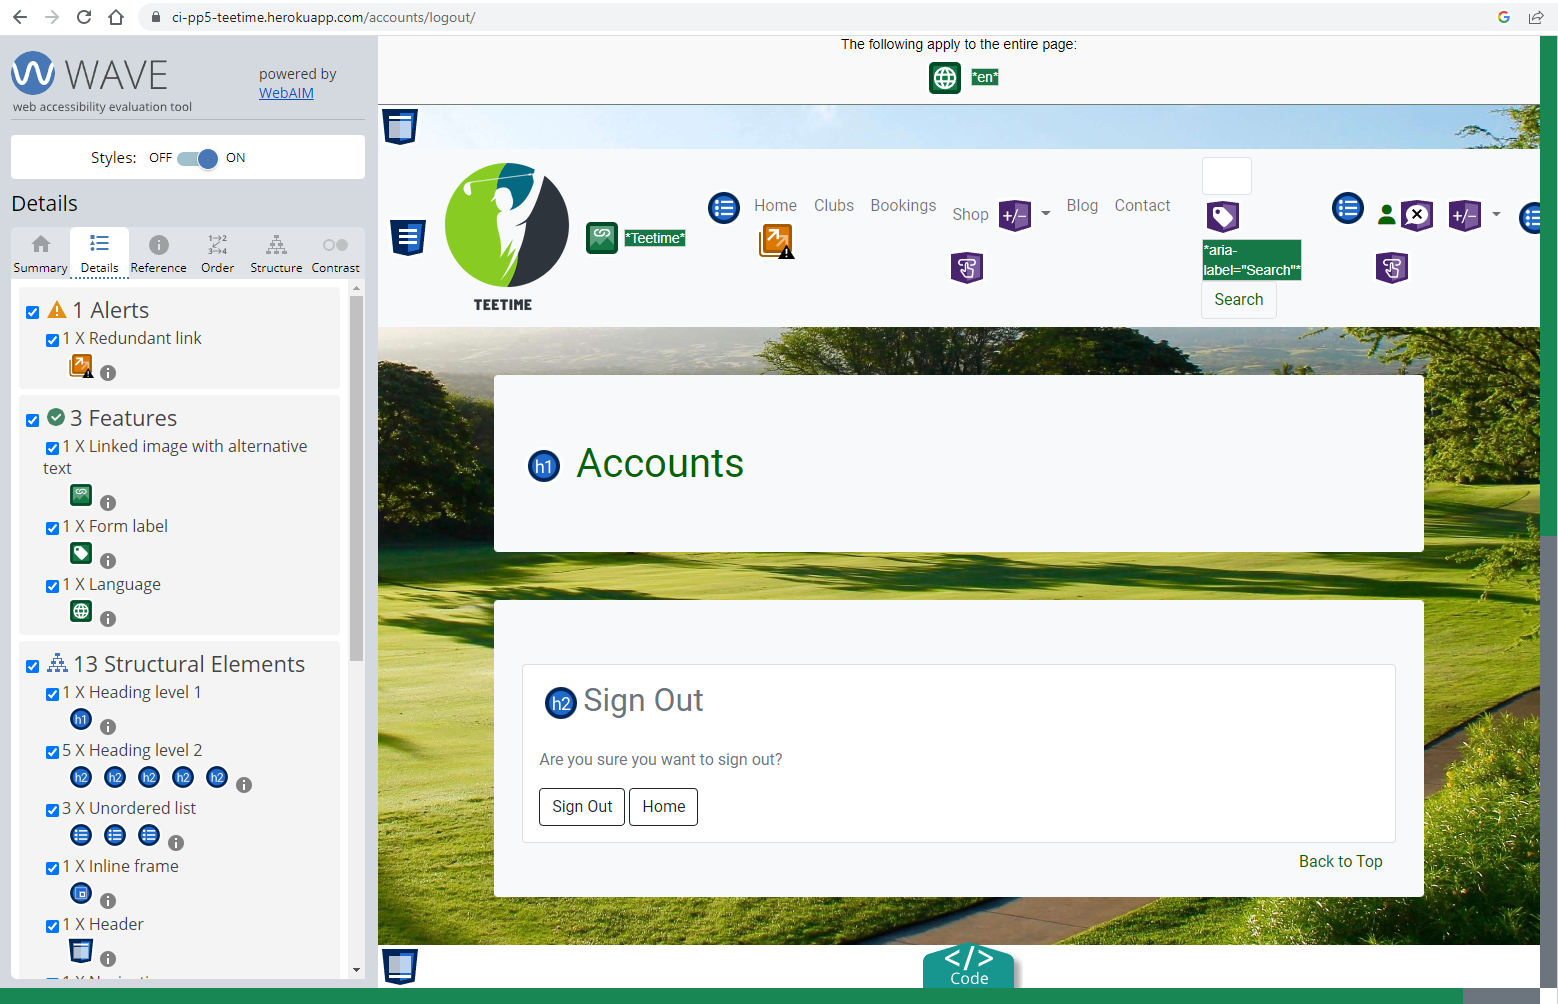 ci-pp5-teetime.herokuapp.com/accounts/logout/
WAVE
web accessibility evaluation tool
powered by
WebAIM
Styles: OFF ON
Details
Summary Details Reference Order Structure Contrast
1 Alerts
1 X Redundant link
3 Features
1 X Linked image with alternative
text
1 X Form label
1 X Language
13 Structural Elements
1 X Heading level 1
h1
5 X Heading level 2
h2 h2 h2 h2 h2
3 X Unordered list
1 X Inline frame
1 X Header
The following apply to the entire page:
*en*
TEETIME
*Teetime*
Home Clubs Bookings Shop +/- Blog Contact
*aria-
label="Search"*
Search
+/-
h1 Accounts
h2 Sign Out
Are you sure you want to sign out?
Sign Out Home
Back to Top
</>
Code